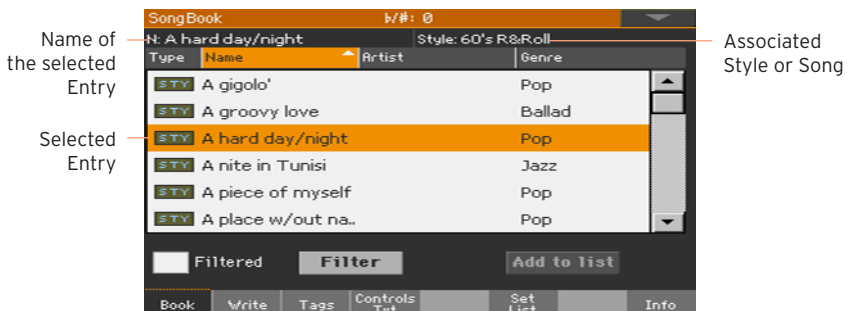 SongBook ♭/#: 0
Name of the selected Entry
N: A hard day/night Style: 60's R&Roll
Associated Style or Song
Type Name Artist Genre
STY A gigolo' Pop
STY A groovy love Ballad
Selected Entry
STY A hard day/night Pop
STY A nite in Tunisi Jazz
STY A piece of myself Pop
STY A place w/out na.. Pop
Filtered Filter Add to list
Book Write Tags Controls Txt Set List Info